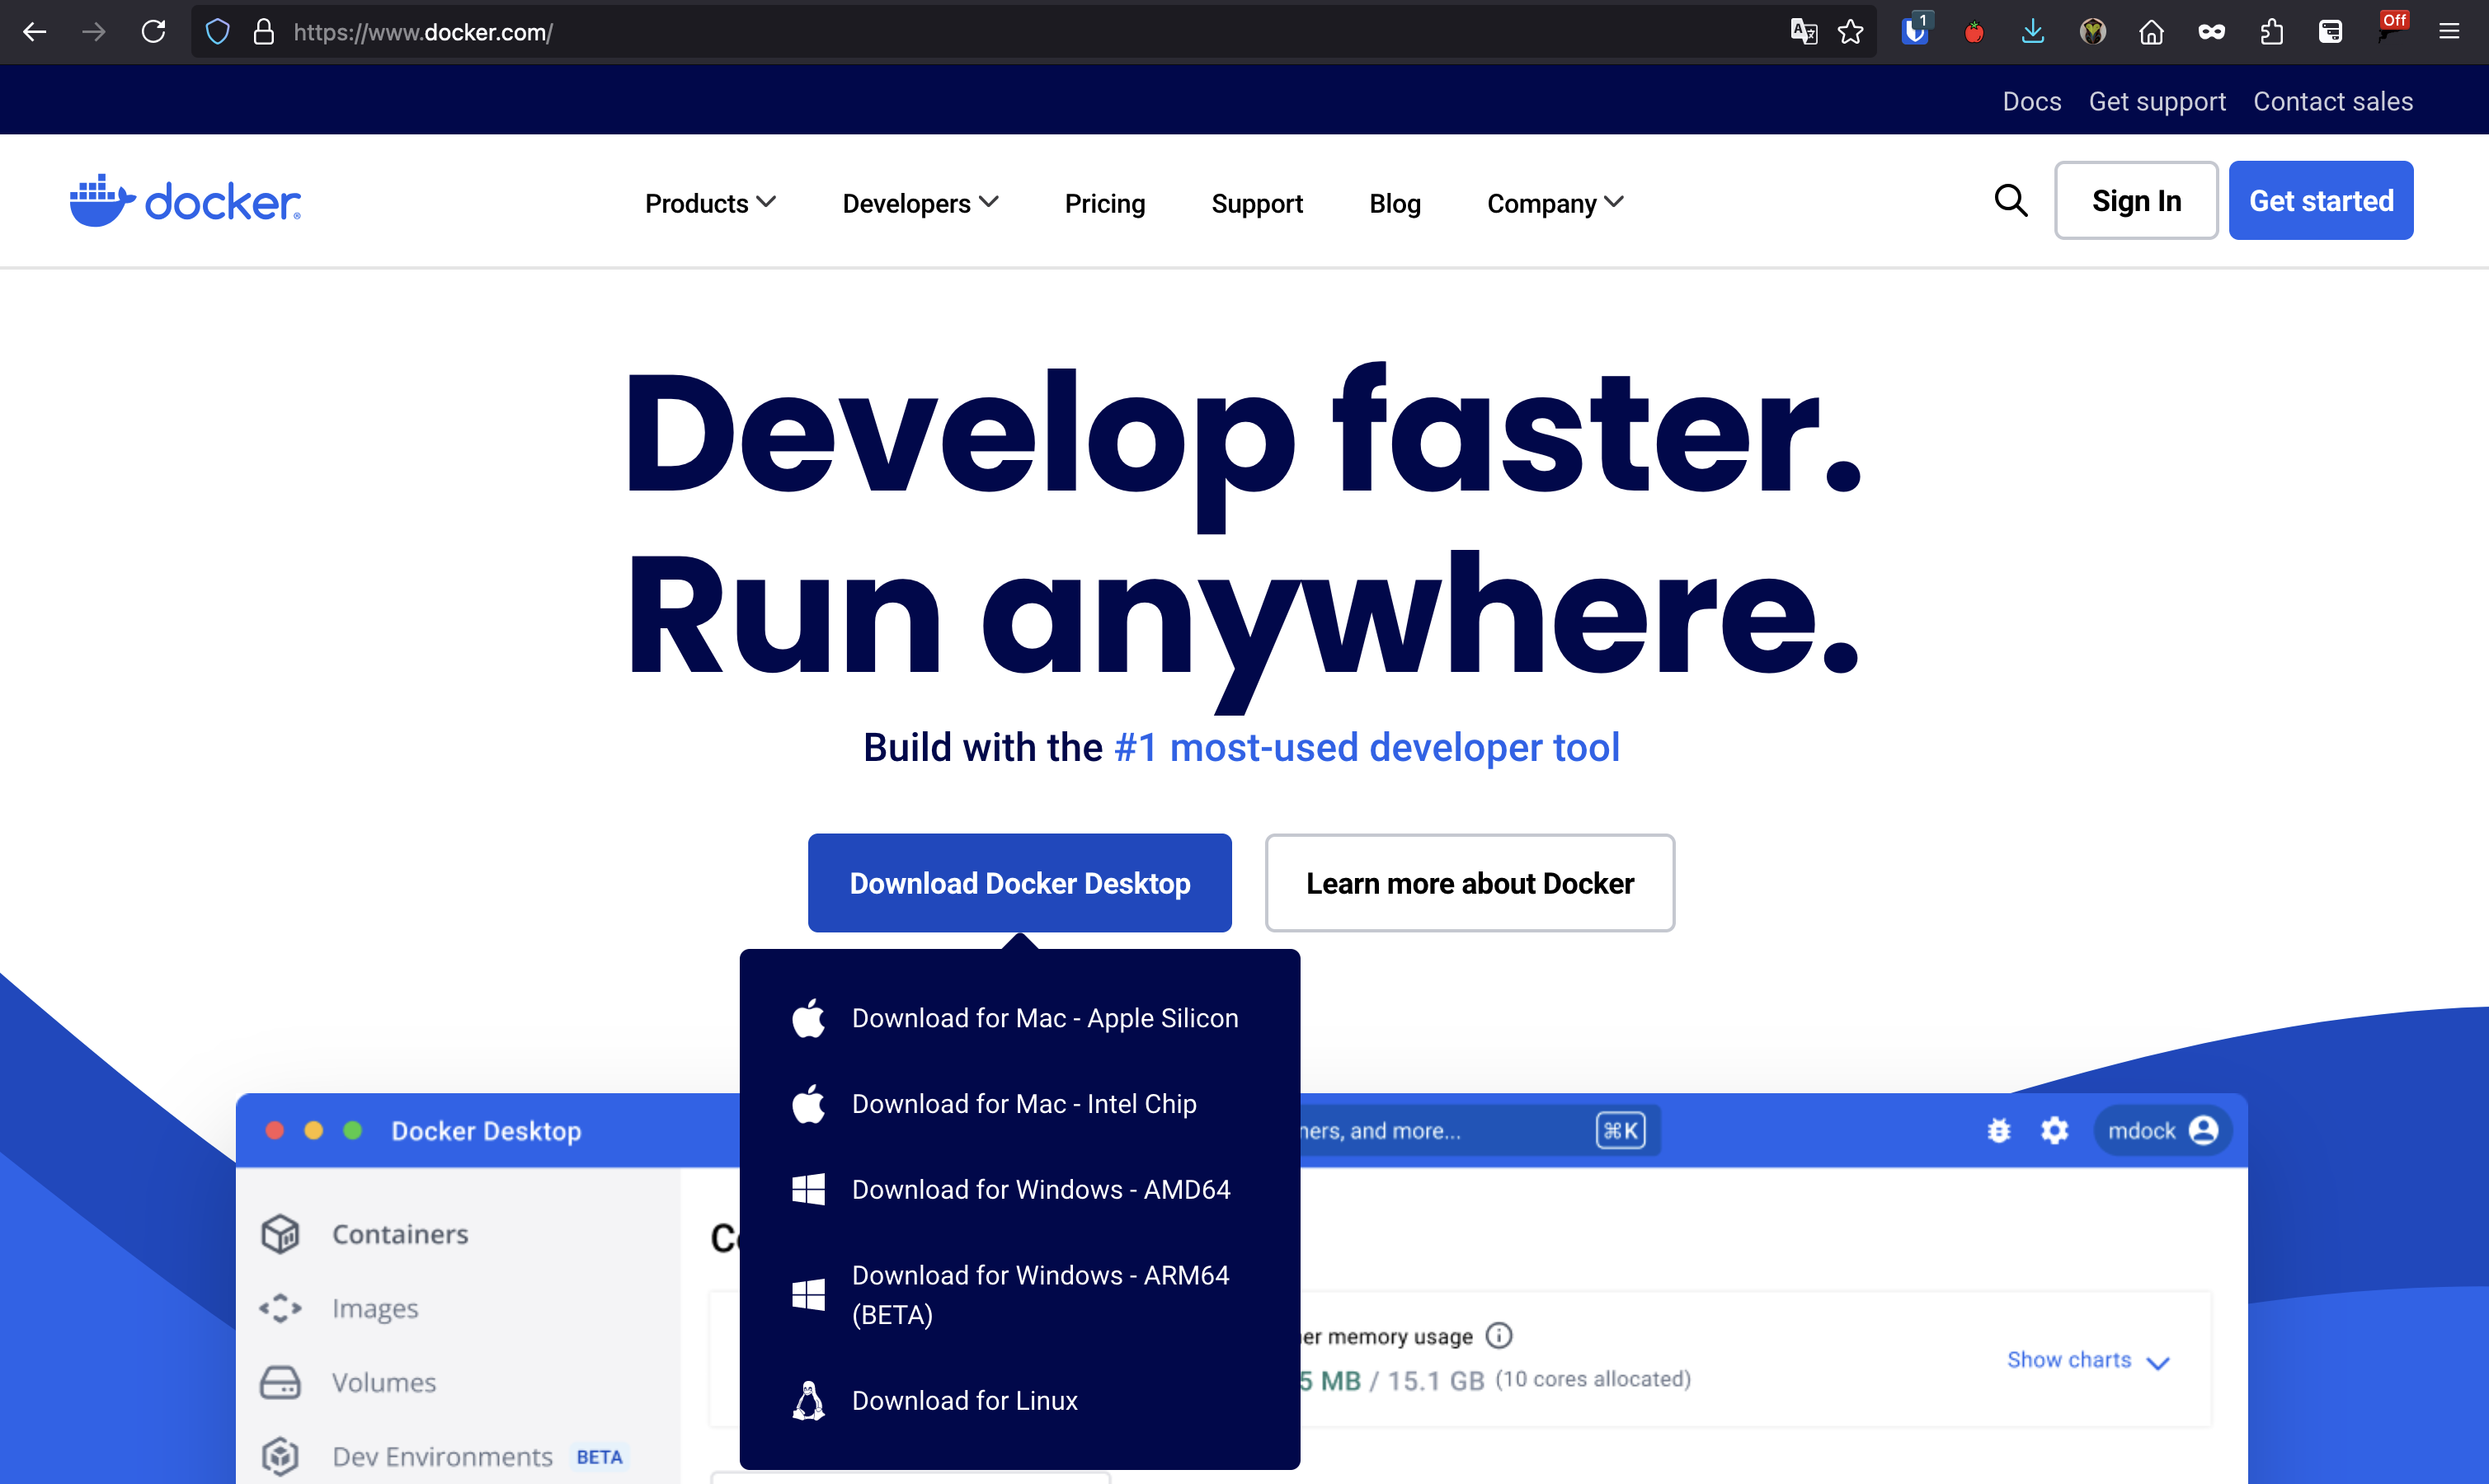 https://www.docker.com/
1
Off
Docs Get support Contact sales
docker
Products Developers Pricing Support Blog Company
Sign In
Get started
Develop faster.
Run anywhere.
Build with the #1 most-used developer tool
Download Docker Desktop
Learn more about Docker
Download for Mac - Apple Silicon
Download for Mac - Intel Chip
Download for Windows - AMD64
Download for Windows - ARM64
(BETA)
Download for Linux
Docker Desktop
and more...
⌘K
mdock
Containers
Images
Volumes
Dev Environments BETA
memory usage
MB / 15.1 GB (10 cores allocated)
Show charts